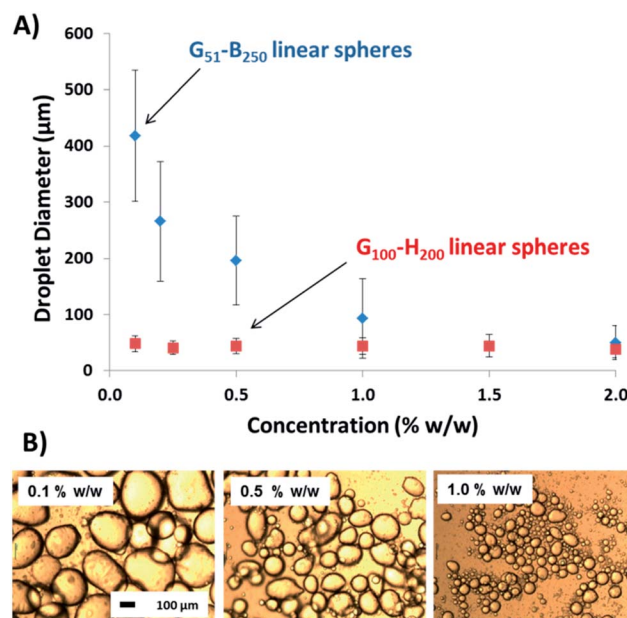 A)
600
500
400
300
200
100
0
Droplet Diameter (µm)
G51-B250 linear spheres
G100-H200 linear spheres
0.0
0.5
1.0
1.5
2.0
Concentration (% w/w)
B)
0.1 % w/w
0.5 % w/w
1.0 % w/w
100 µm